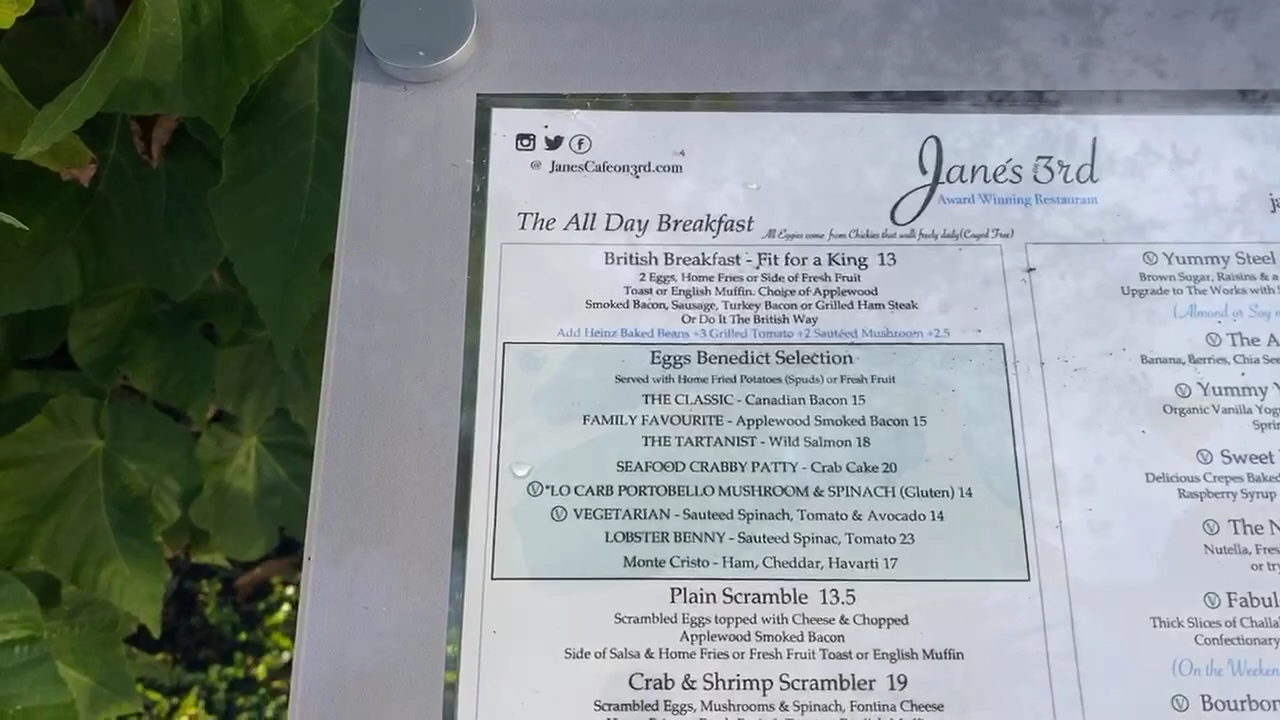 @ JanesCafeon3rd.com
Jane's 3rd
Award Winning Restaurant
The All Day Breakfast
All Eggies come from Chickies that walk freely daily(Caged Free)
British Breakfast - Fit for a King 13
2 Eggs, Home Fries or Side of Fresh Fruit
Toast or English Muffin. Choice of Applewood
Smoked Bacon, Sausage, Turkey Bacon or Grilled Ham Steak
Or Do It The British Way
Add Heinz Baked Beans +3 Grilled Tomato +2 Sautéed Mushroom +2.5
Eggs Benedict Selection
Served with Home Fried Potatoes (Spuds) or Fresh Fruit
THE CLASSIC - Canadian Bacon 15
FAMILY FAVOURITE - Applewood Smoked Bacon 15
THE TARTANIST - Wild Salmon 18
SEAFOOD CRABBY PATTY - Crab Cake 20
Ⓥ*LO CARB PORTOBELLO MUSHROOM & SPINACH (Gluten) 14
Ⓥ VEGETARIAN - Sauteed Spinach, Tomato & Avocado 14
LOBSTER BENNY - Sauteed Spinac, Tomato 23
Monte Cristo - Ham, Cheddar, Havarti 17
Plain Scramble 13.5
Scrambled Eggs topped with Cheese & Chopped
Applewood Smoked Bacon
Side of Salsa & Home Fries or Fresh Fruit Toast or English Muffin
Crab & Shrimp Scrambler 19
Scrambled Eggs, Mushrooms & Spinach, Fontina Cheese
Ⓥ Yummy Steel
Brown Sugar, Raisins & a
Upgrade to The Works with
(Almond or Soy
Ⓥ The A
Banana, Berries, Chia
Ⓥ Yummy
Organic Vanilla
Ⓥ Sweet
Delicious Crepes Baked
Raspberry Syrup
Ⓥ The N
Nutella,
or
Ⓥ Fabul
Thick Slices of
Confectionary
(On the
Ⓥ Bourbon